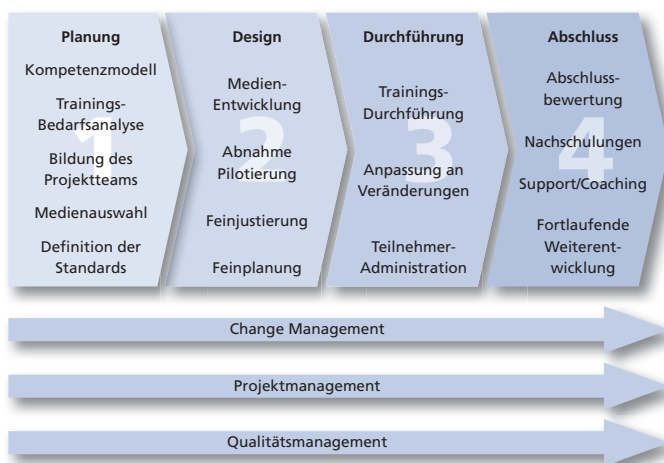 Planung
1
Kompetenzmodell
Trainings-
Bedarfsanalyse
Bildung des
Projektteams
Medienauswahl
Definition der
Standards
Design
2
Medien-
Entwicklung
Abnahme
Pilotierung
Feinjustierung
Feinplanung
Durchführung
3
Trainings-
Durchführung
Anpassung an
Veränderungen
Teilnehmer-
Administration
Abschluss
4
Abschluss-
bewertung
Nachschulungen
Support/Coaching
Fortlaufende
Weiterent-
wicklung
Change Management
Projektmanagement
Qualitätsmanagement